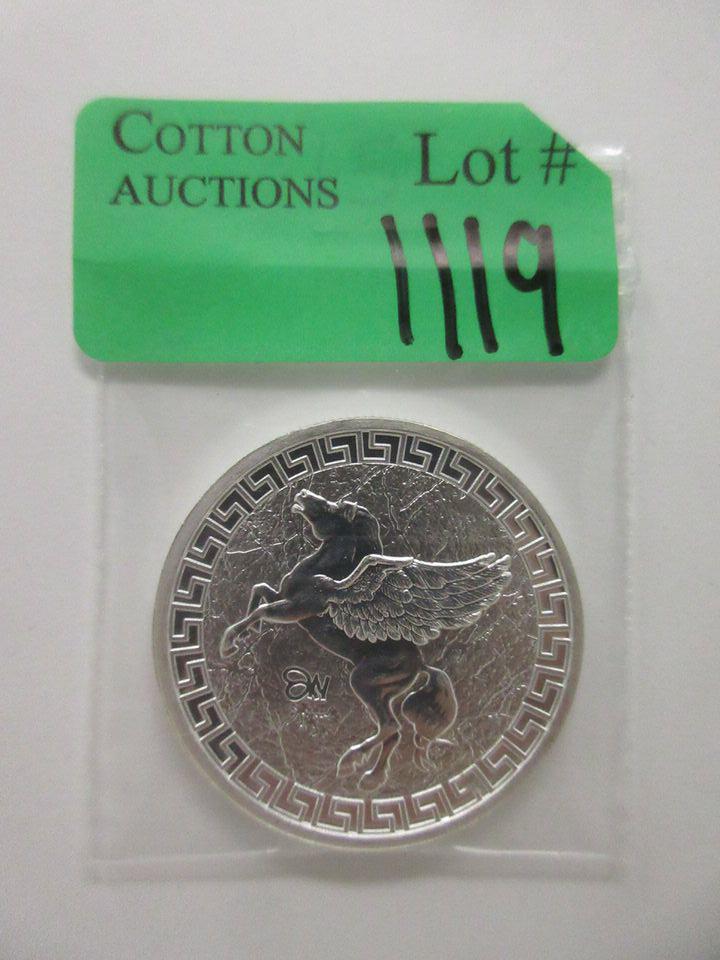 COTTON
AUCTIONS
Lot #
1119